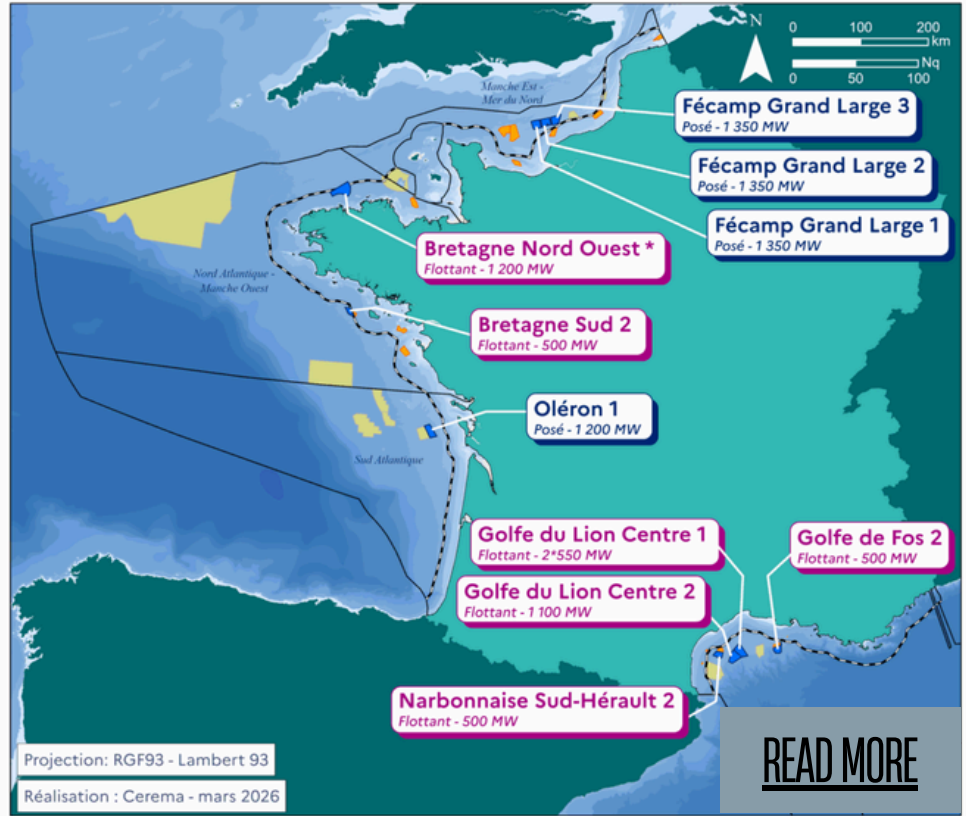 N
0 100 200
km
Nq
0 50 100
Manche Est -
Mer du Nord
Fécamp Grand Large 3
Posé - 1 350 MW
Fécamp Grand Large 2
Posé - 1 350 MW
Fécamp Grand Large 1
Posé - 1 350 MW
Bretagne Nord Ouest *
Flottant - 1 200 MW
Nord Atlantique -
Manche Ouest
Bretagne Sud 2
Flottant - 500 MW
Oléron 1
Posé - 1 200 MW
Sud Atlantique
Golfe du Lion Centre 1
Flottant - 2*550 MW
Golfe de Fos 2
Flottant - 500 MW
Golfe du Lion Centre 2
Flottant - 1 100 MW
Narbonnaise Sud-Hérault 2
Flottant - 500 MW
READ MORE
Projection: RGF93 - Lambert 93
Réalisation : Cerema - mars 2026